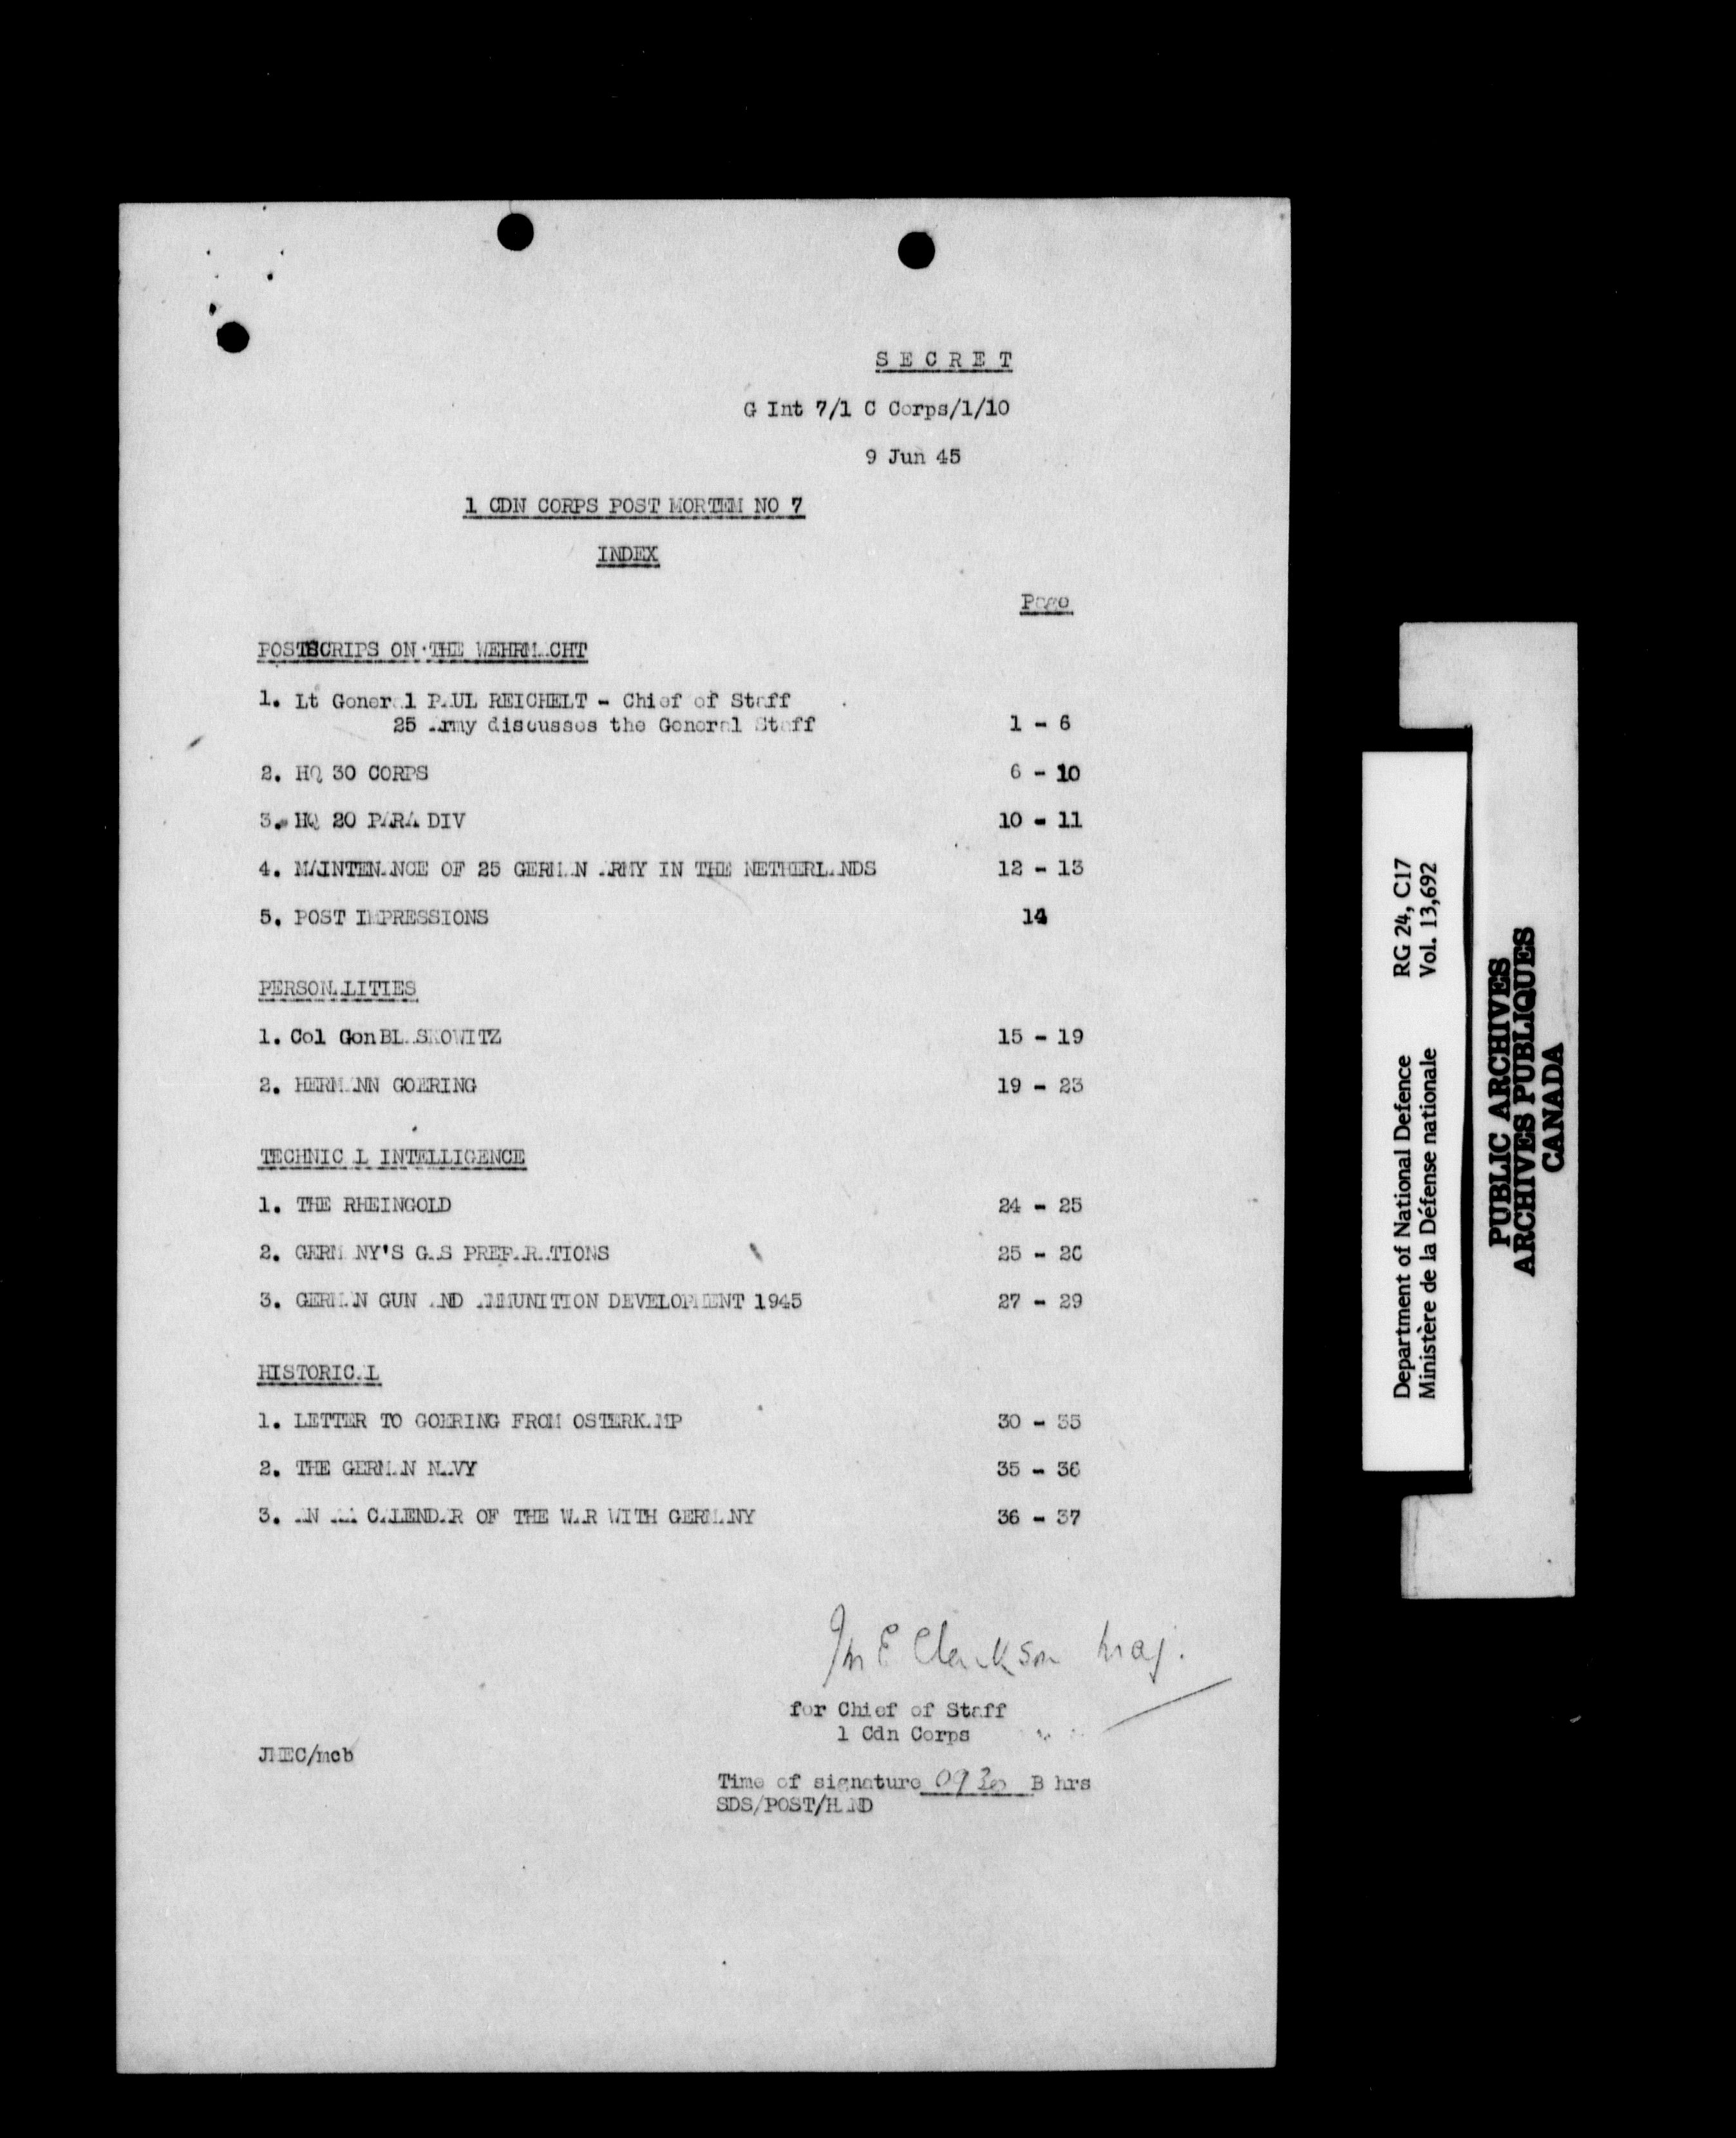 S E C R E T
G Int 7/1 C Corps/1/10
9 Jun 45
1 CDN CORPS POST MORTEM NO 7
INDEX
Page
POSTSCRIPS ON THE WEHRMACHT
1. Lt General PAUL REICHELT - Chief of Staff
25 Army discusses the General Staff 1 - 6
2. HQ 30 CORPS 6 - 10
3. HQ 20 PARA DIV 10 - 11
4. MAINTENANCE OF 25 GERMAN ARMY IN THE NETHERLANDS 12 - 13
5. POST IMPRESSIONS 14
PERSONALITIES
1. Col Gen BLASKOWITZ 15 - 19
2. HERMANN GOERING 19 - 23
TECHNICAL INTELLIGENCE
1. THE RHEINGOLD 24 - 25
2. GERMANY'S GAS PREPARATIONS 25 - 26
3. GERMAN GUN AND AMMUNITION DEVELOPMENT 1945 27 - 29
HISTORICAL
1. LETTER TO GOERING FROM OSTERKAMP 30 - 35
2. THE GERMAN NAVY 35 - 36
3. AN AA CALENDAR OF THE WAR WITH GERMANY 36 - 37
JM E Clarkson Maj.
for Chief of Staff
1 Cdn Corps
JMEC/mcb
Time of signature 0930 B hrs
SDS/POST/HAND
Department of National Defence RG 24, C17
Ministère de la Défense nationale Vol. 13,692
PUBLIC ARCHIVES
ARCHIVES PUBLIQUES
CANADA